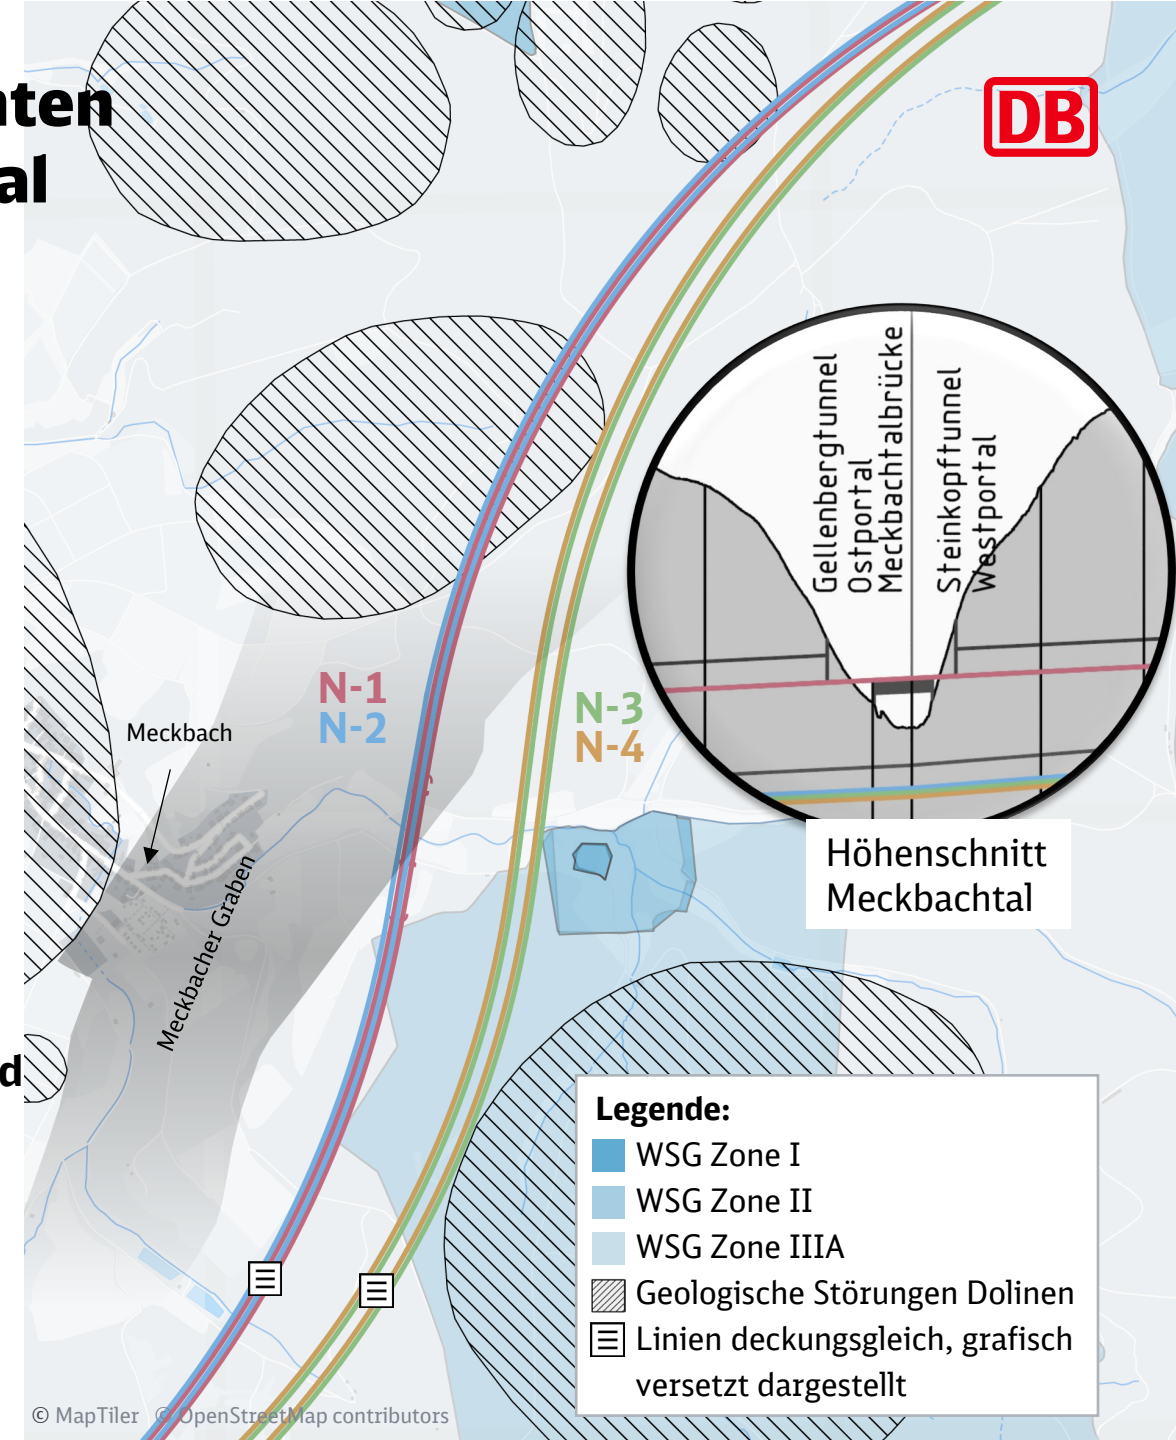 nten
al
DB
Gellenbergtunnel
Ostportal
Meckbachtalbrücke
Steinkopftunnel
Westportal
N-1
N-2
N-3
N-4
Meckbach
Meckbacher Graben
Höhenschnitt
Meckbachtal
d
Legende:
WSG Zone I
WSG Zone II
WSG Zone IIIA
Geologische Störungen Dolinen
Linien deckungsgleich, grafisch
versetzt dargestellt
© MapTiler © OpenStreetMap contributors